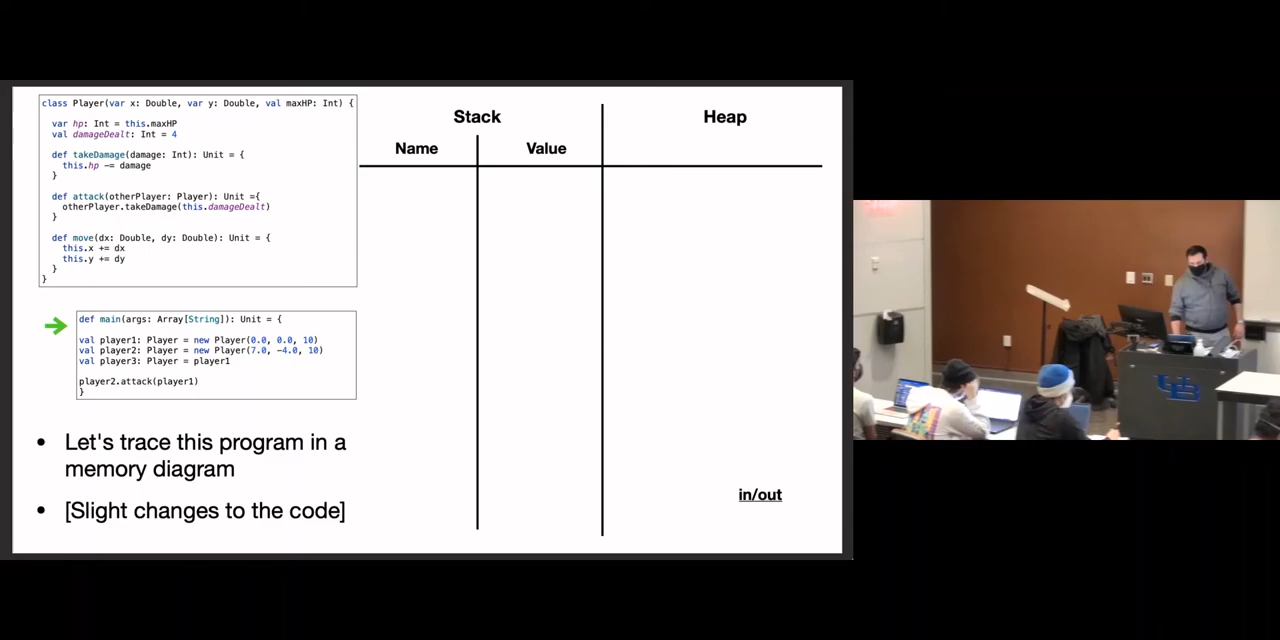 class Player(var x: Double, var y: Double, val maxHP: Int) {
var hp: Int = this.maxHP
val damageDealt: Int = 4
def takeDamage(damage: Int): Unit = {
this.hp -= damage
}
def attack(otherPlayer: Player): Unit ={
otherPlayer.takeDamage(this.damageDealt)
}
def move(dx: Double, dy: Double): Unit = {
this.x += dx
this.y += dy
}
}
def main(args: Array[String]): Unit = {
val player1: Player = new Player(0.0, 0.0, 10)
val player2: Player = new Player(7.0, -4.0, 10)
val player3: Player = player1
player2.attack(player1)
}
• Let's trace this program in a
memory diagram
• [Slight changes to the code]
Stack
Heap
Name
Value
in/out
UB